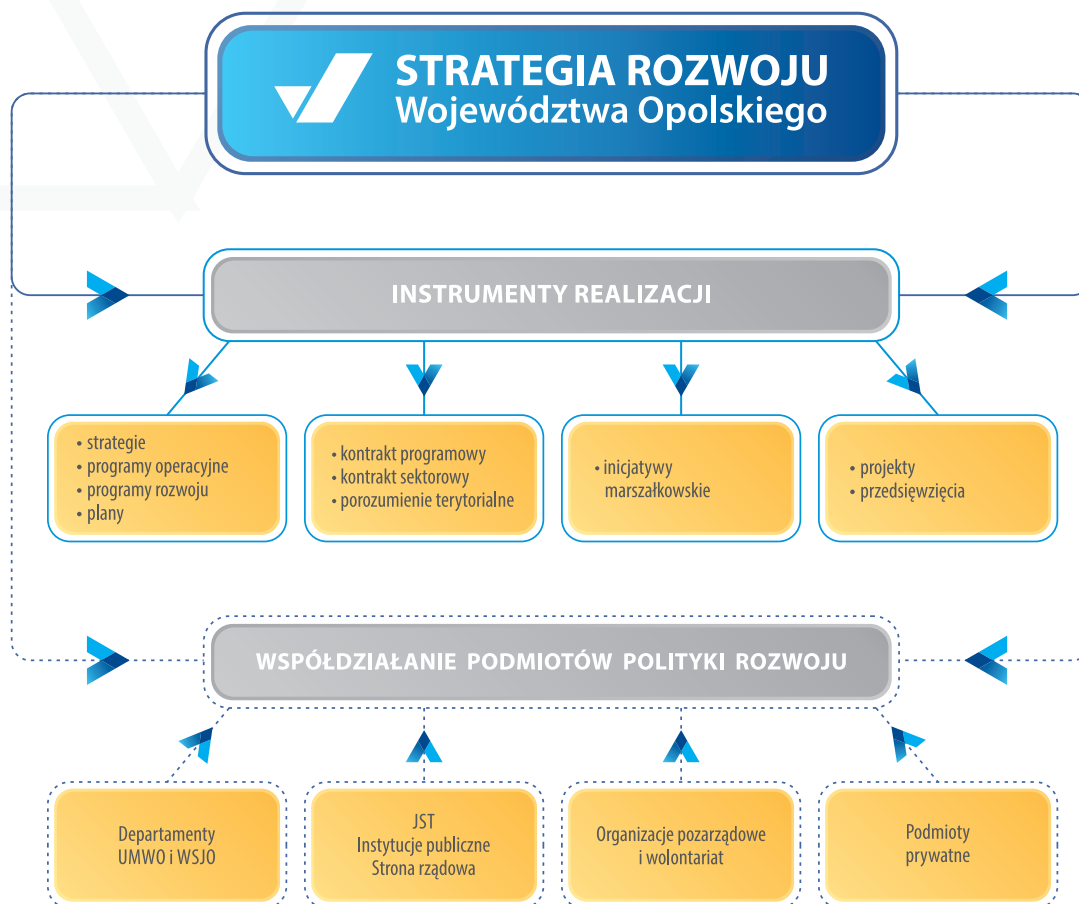 STRATEGIA ROZWOJU
Województwa Opolskiego
INSTRUMENTY REALIZACJI
• strategie
• programy operacyjne
• programy rozwoju
• plany
• kontrakt programowy
• kontrakt sektorowy
• porozumienie terytorialne
• inicjatywy
marszałkowskie
• projekty
• przedsięwzięcia
WSPÓŁDZIAŁANIE PODMIOTÓW POLITYKI ROZWOJU
Departamenty
UMWO i WSJO
JST
Instytucje publiczne
Strona rządowa
Organizacje pozarządowe
i wolontariat
Podmioty
prywatne